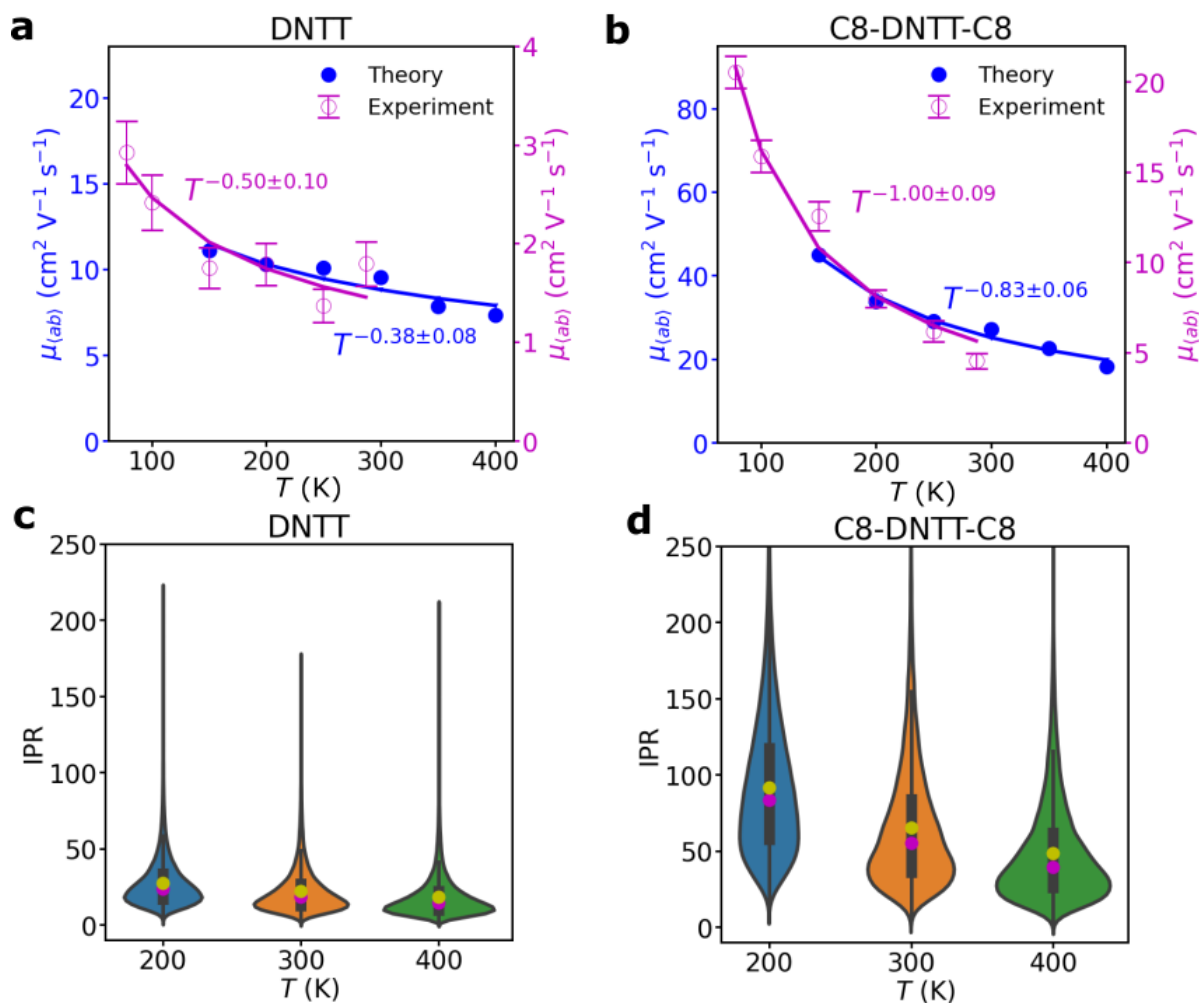 a
DNTT
Theory
Experiment
T^{-0.50±0.10}
T^{-0.38±0.08}
μ⟨ab⟩ (cm² V⁻¹ s⁻¹)
20
15
10
5
0
μ⟨ab⟩ (cm² V⁻¹ s⁻¹)
4
3
2
1
0
100 200 300 400
T (K)
b
C8-DNTT-C8
Theory
Experiment
T^{-1.00±0.09}
T^{-0.83±0.06}
μ⟨ab⟩ (cm² V⁻¹ s⁻¹)
80
60
40
20
0
μ⟨ab⟩ (cm² V⁻¹ s⁻¹)
20
15
10
5
0
100 200 300 400
T (K)
c
DNTT
IPR
250
200
150
100
50
0
200 300 400
T (K)
d
C8-DNTT-C8
IPR
250
200
150
100
50
0
200 300 400
T (K)